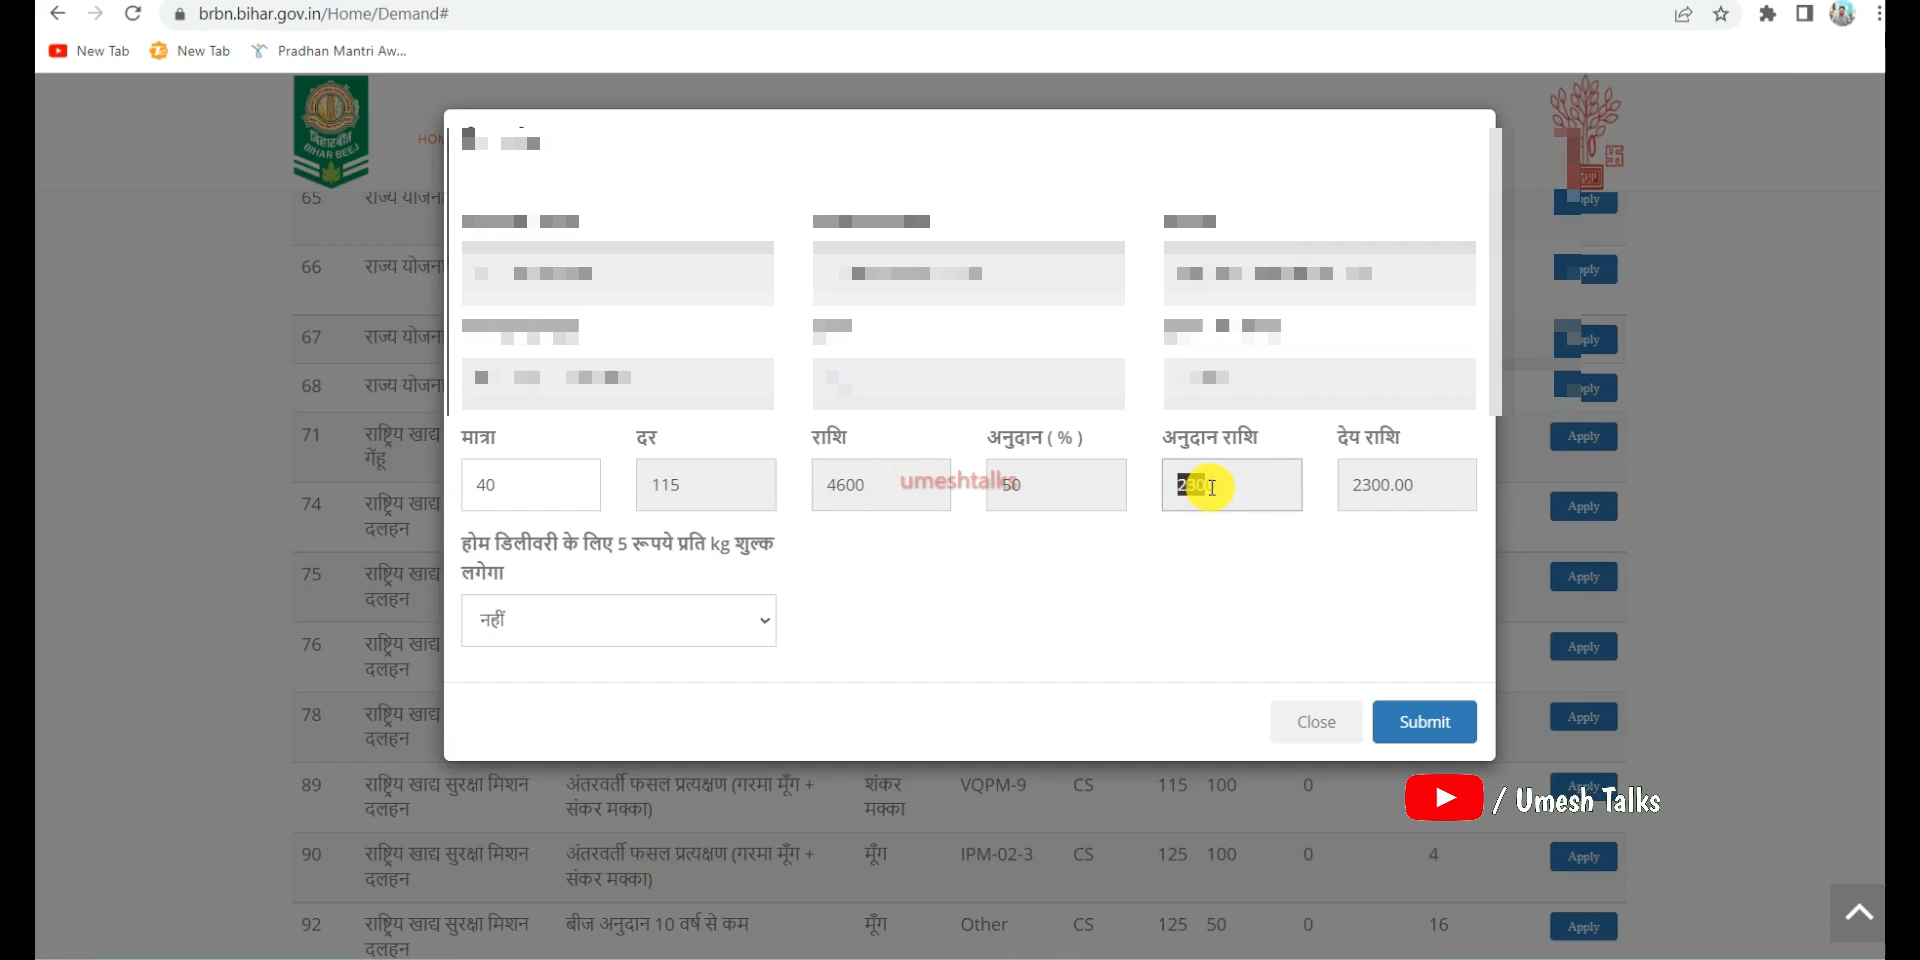 brbn.bihar.gov.in/Home/Demand#
New Tab
New Tab
Pradhan Mantri Aw...
बिहार बीज
BIHAR BEEJ
65
66 राज्य योजना
67 राज्य योजना
68 राज्य योजना
71 राष्ट्रिय खाद्य
गेंहू
74 राष्ट्रिय खाद्य
दलहन
75 राष्ट्रिय खाद्य
दलहन
76 राष्ट्रिय खाद्य
दलहन
78 राष्ट्रिय खाद्य
दलहन
मात्रा दर राशि अनुदान ( % ) अनुदान राशि देय राशि
40 115 4600 50 2300.00
umeshtalks
होम डिलीवरी के लिए 5 रूपये प्रति kg शुल्क
लगेगा
नहीं
Close Submit
Apply
Apply
Apply
Apply
Apply
89 राष्ट्रिय खाद्य सुरक्षा मिशन अंतरवर्ती फसल प्रत्यक्षण (गरमा मूँग + शंकर VQPM-9 CS 115 100 0
दलहन संकर मक्का) मक्का
/ Umesh Talks
90 राष्ट्रिय खाद्य सुरक्षा मिशन अंतरवर्ती फसल प्रत्यक्षण (गरमा मूँग + मूँग IPM-02-3 CS 125 100 0 4 Apply
दलहन संकर मक्का)
92 राष्ट्रिय खाद्य सुरक्षा मिशन बीज अनुदान 10 वर्ष से कम मूँग Other CS 125 50 0 16 Apply
दलहन